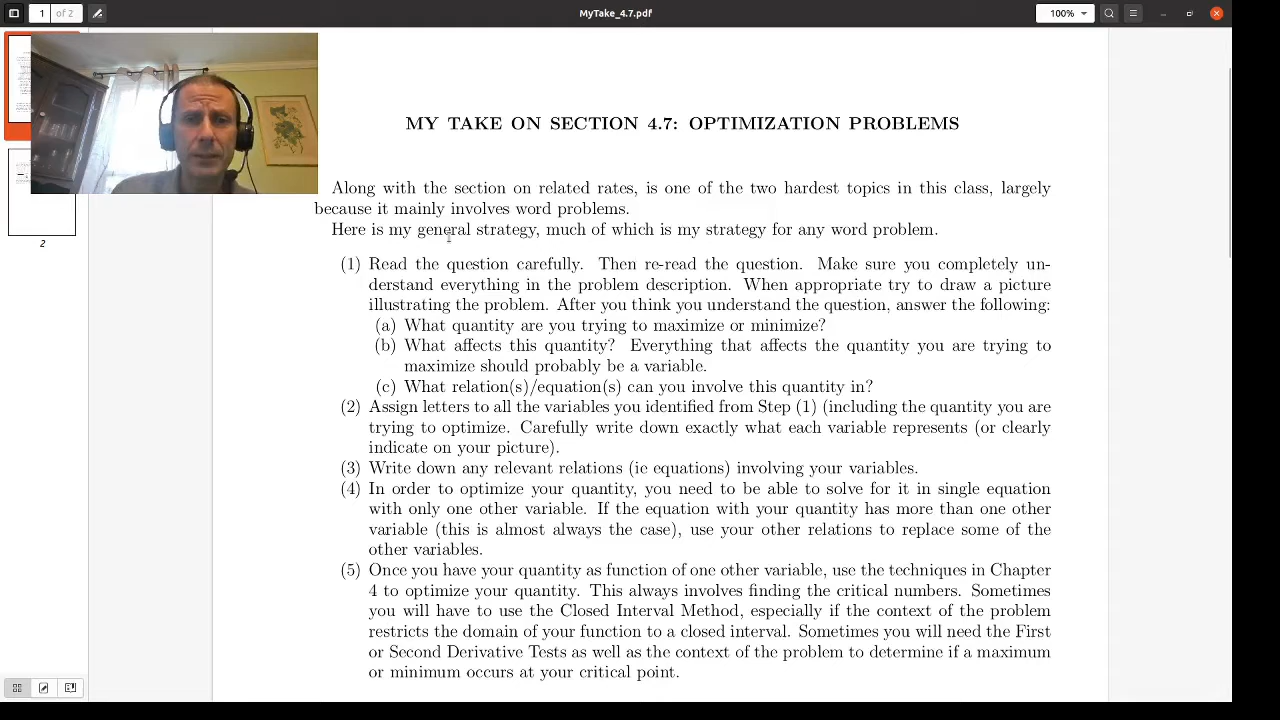 1 of 2
MyTake_4.7.pdf
100%
MY TAKE ON SECTION 4.7: OPTIMIZATION PROBLEMS
Along with the section on related rates, is one of the two hardest topics in this class, largely
because it mainly involves word problems.
Here is my general strategy, much of which is my strategy for any word problem.
(1) Read the question carefully. Then re-read the question. Make sure you completely un-
derstand everything in the problem description. When appropriate try to draw a picture
illustrating the problem. After you think you understand the question, answer the following:
(a) What quantity are you trying to maximize or minimize?
(b) What affects this quantity? Everything that affects the quantity you are trying to
maximize should probably be a variable.
(c) What relation(s)/equation(s) can you involve this quantity in?
(2) Assign letters to all the variables you identified from Step (1) (including the quantity you are
trying to optimize. Carefully write down exactly what each variable represents (or clearly
indicate on your picture).
(3) Write down any relevant relations (ie equations) involving your variables.
(4) In order to optimize your quantity, you need to be able to solve for it in single equation
with only one other variable. If the equation with your quantity has more than one other
variable (this is almost always the case), use your other relations to replace some of the
other variables.
(5) Once you have your quantity as function of one other variable, use the techniques in Chapter
4 to optimize your quantity. This always involves finding the critical numbers. Sometimes
you will have to use the Closed Interval Method, especially if the context of the problem
restricts the domain of your function to a closed interval. Sometimes you will need the First
or Second Derivative Tests as well as the context of the problem to determine if a maximum
or minimum occurs at your critical point.
2